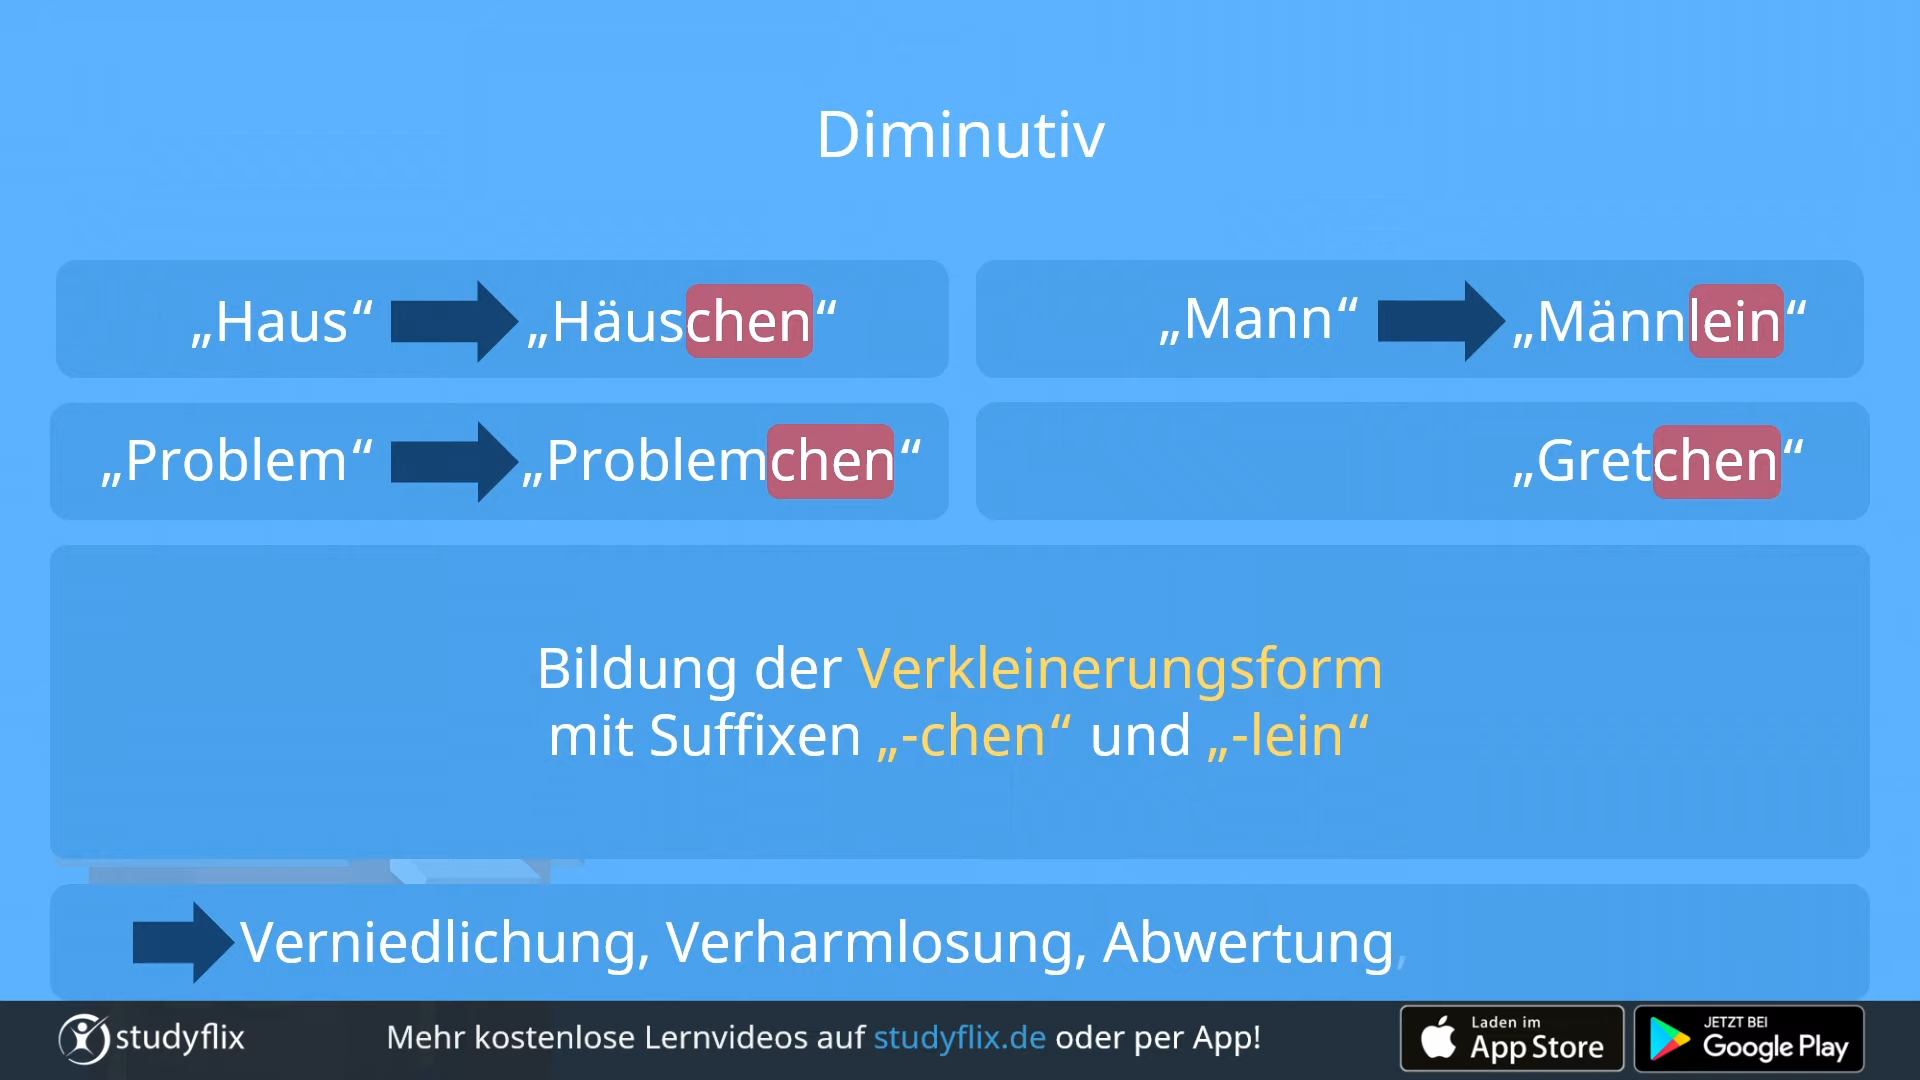 Diminutiv
„Haus“ „Häuschen“
„Mann“ „Männlein“
„Problem“ „Problemchen“
„Gretchen“
Bildung der Verkleinerungsform
mit Suffixen „-chen“ und „-lein“
Verniedlichung, Verharmlosung, Abwertung,
studyflix
Mehr kostenlose Lernvideos auf studyflix.de oder per App!
Laden im
App Store
JETZT BEI
Google Play